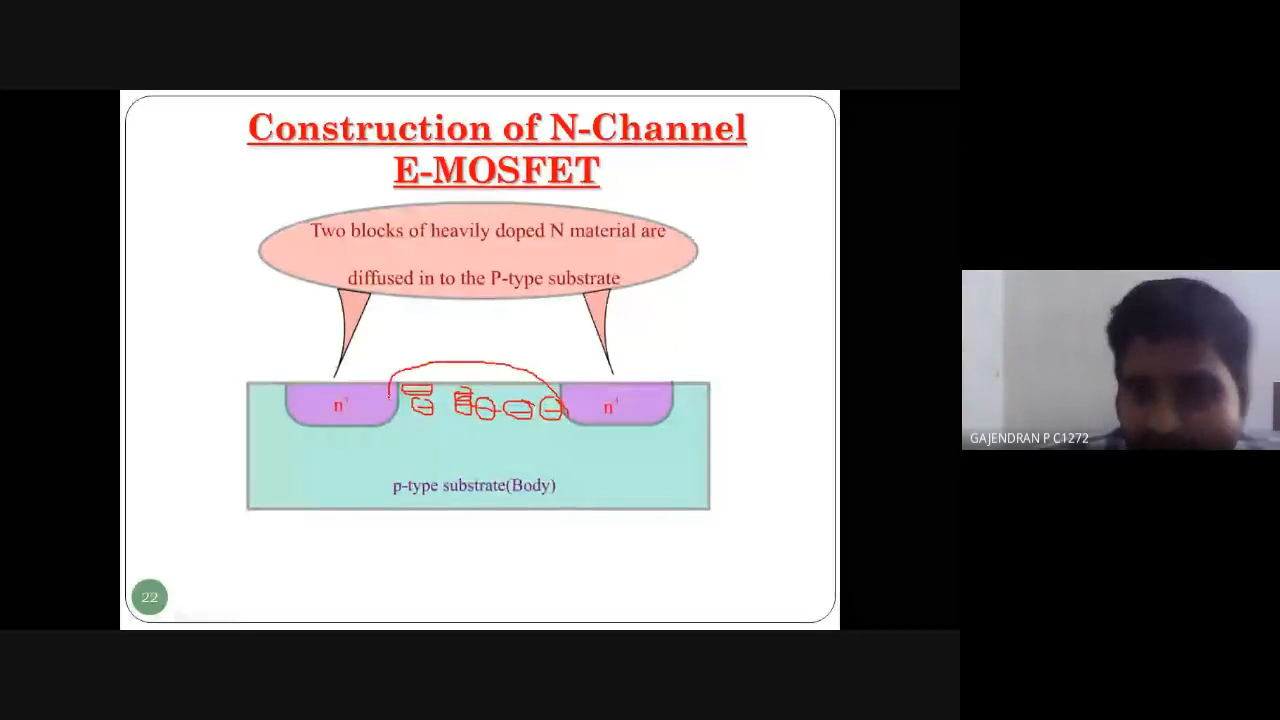 Construction of N-Channel
E-MOSFET
Two blocks of heavily doped N material are
diffused in to the P-type substrate
n⁺
n⁺
p-type substrate(Body)
22
GAJENDRAN P C1272